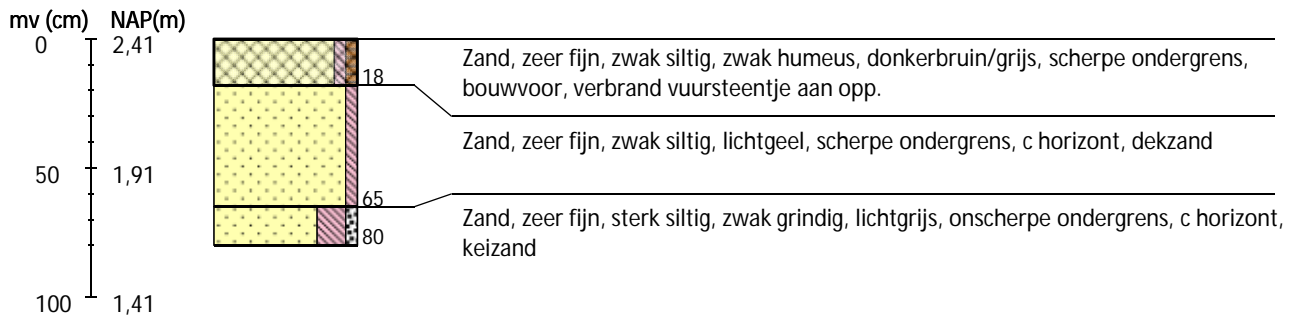 mv (cm) NAP(m)
0 2,41
Zand, zeer fijn, zwak siltig, zwak humeus, donkerbruin/grijs, scherpe ondergrens,
18
bouwvoor, verbrand vuursteentje aan opp.
Zand, zeer fijn, zwak siltig, lichtgeel, scherpe ondergrens, c horizont, dekzand
50 1,91
65
Zand, zeer fijn, sterk siltig, zwak grindig, lichtgrijs, onscherpe ondergrens, c horizont,
80
keizand
100 1,41